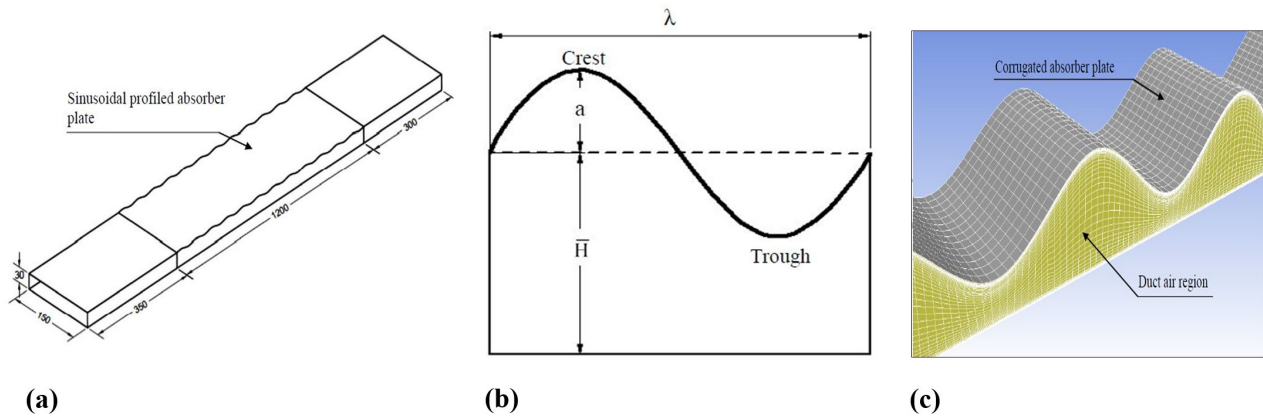 Sinusoidal profiled absorber
plate
30
150
350
1200
300
(a)
λ
Crest
a
H̅
Trough
(b)
Corrugated absorber plate
Duct air region
(c)